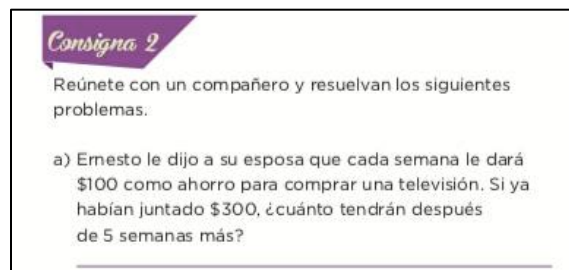 Consigna 2
Reúnete con un compañero y resuelvan los siguientes
problemas.
a) Ernesto le dijo a su esposa que cada semana le dará
$100 como ahorro para comprar una televisión. Si ya
habían juntado $300, ¿cuánto tendrán después
de 5 semanas más?